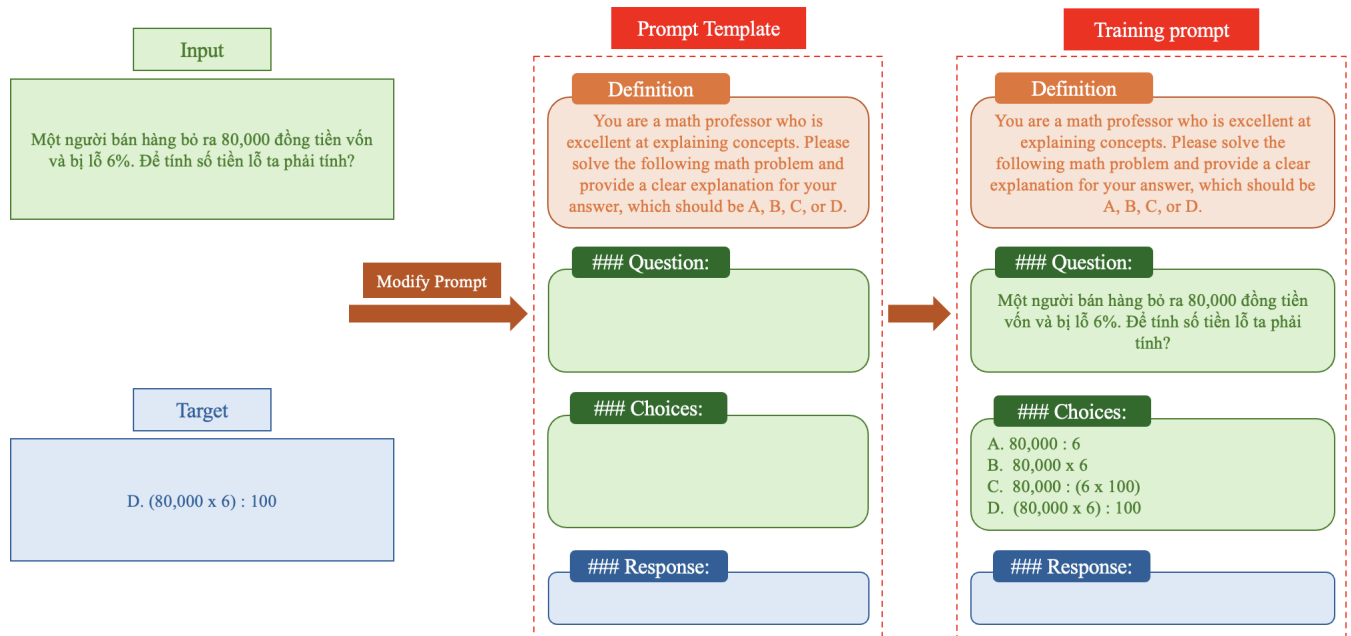 Input
Một người bán hàng bỏ ra 80,000 đồng tiền vốn
và bị lỗ 6%. Để tính số tiền lỗ ta phải tính?
Target
D. (80,000 x 6) : 100
Modify Prompt
Prompt Template
Definition
You are a math professor who is
excellent at explaining concepts. Please
solve the following math problem and
provide a clear explanation for your
answer, which should be A, B, C, or D.
### Question:
### Choices:
### Response:
Training prompt
Definition
You are a math professor who is excellent at
explaining concepts. Please solve the
following math problem and provide a clear
explanation for your answer, which should be
A, B, C, or D.
### Question:
Một người bán hàng bỏ ra 80,000 đồng tiền
vốn và bị lỗ 6%. Để tính số tiền lỗ ta phải
tính?
### Choices:
A. 80,000 : 6
B. 80,000 x 6
C. 80,000 : (6 x 100)
D. (80,000 x 6) : 100
### Response: